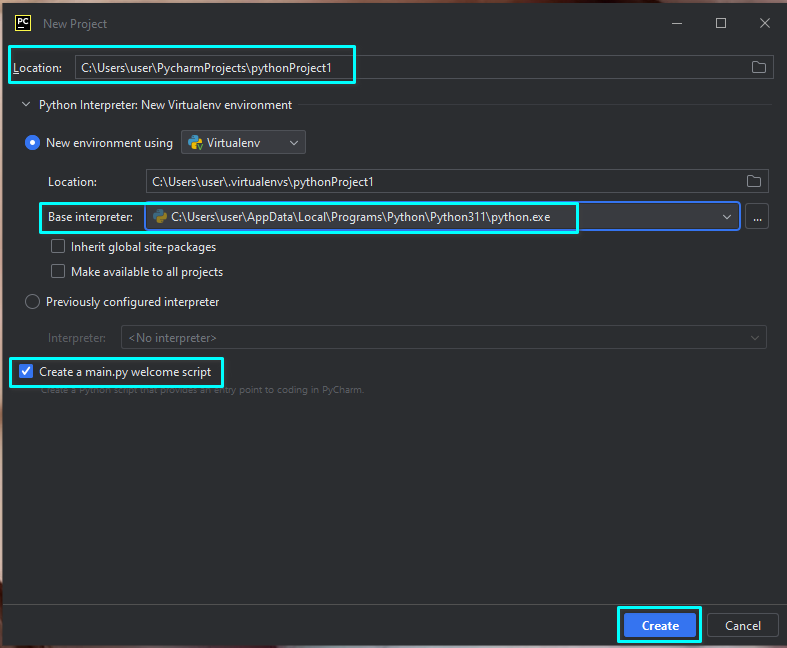 PC
New Project
Location: C:\Users\user\PycharmProjects\pythonProject1
Python Interpreter: New Virtualenv environment
New environment using Virtualenv
Location: C:\Users\user\.virtualenvs\pythonProject1
Base interpreter: C:\Users\user\AppData\Local\Programs\Python\Python311\python.exe ...
Inherit global site-packages
Make available to all projects
Previously configured interpreter
Interpreter: <No interpreter>
Create a main.py welcome script
Create a Python script that provides an entry point to coding in PyCharm.
Create Cancel